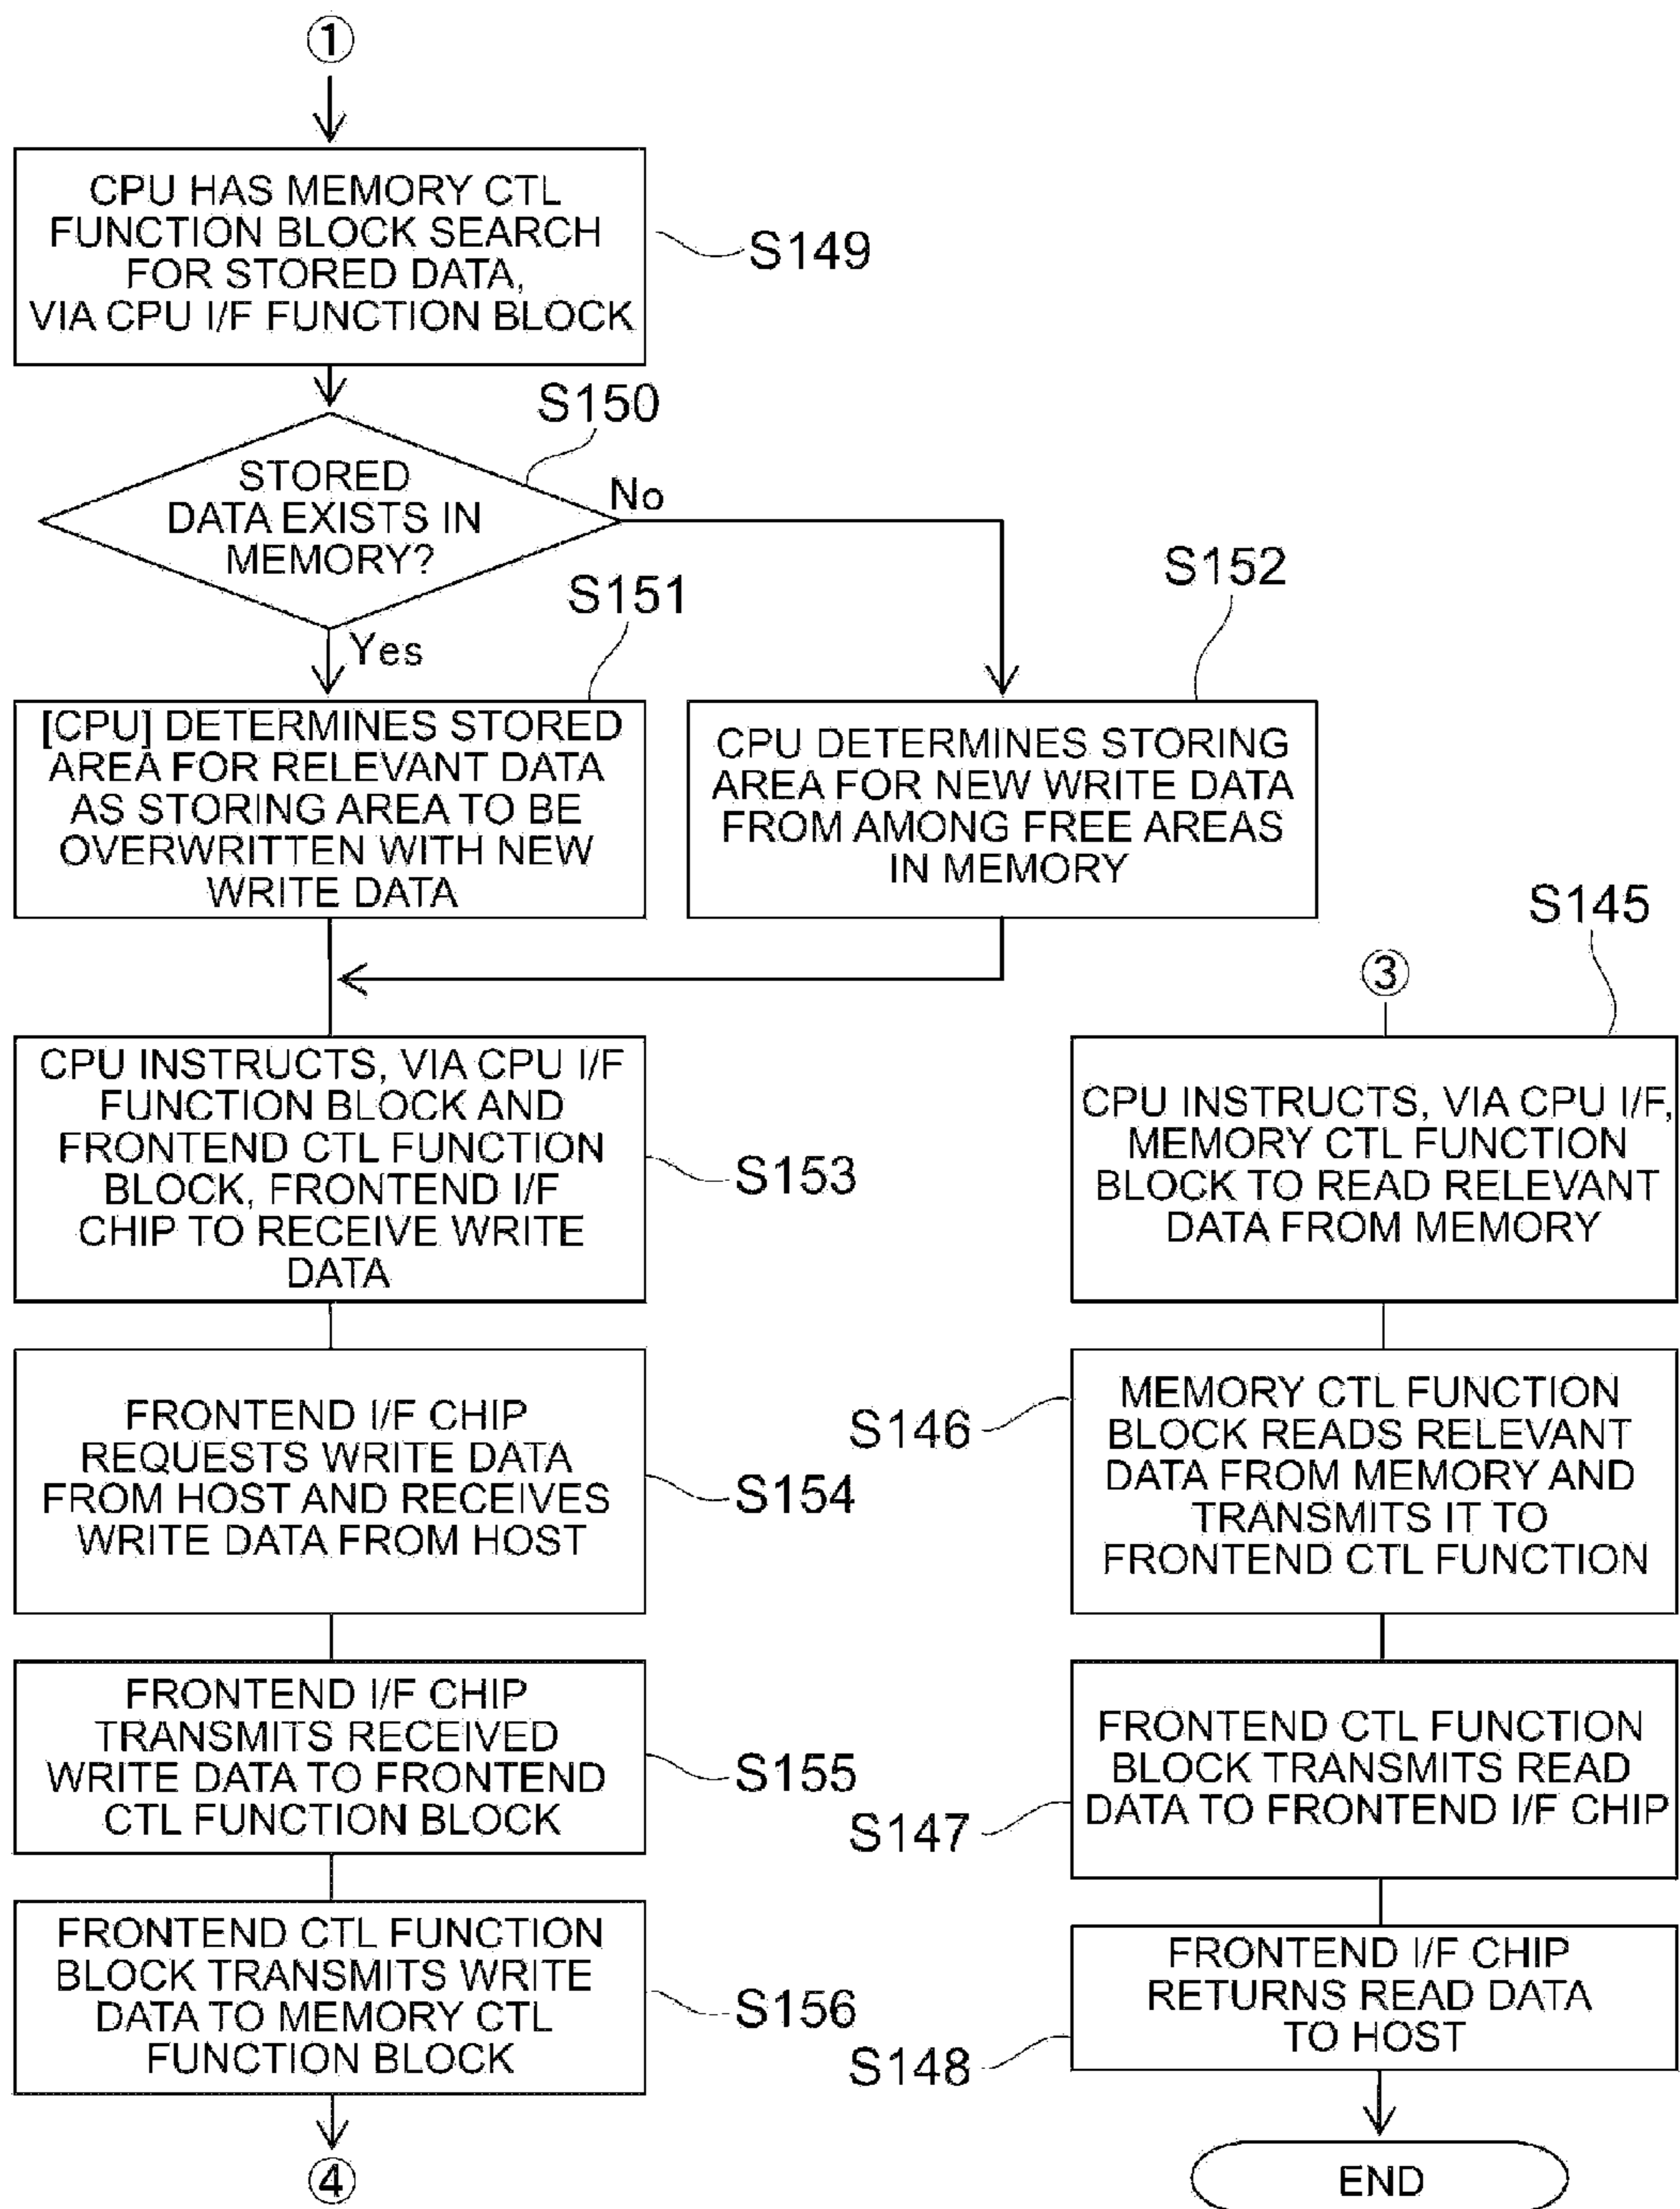 ①
CPU HAS MEMORY CTL
FUNCTION BLOCK SEARCH
FOR STORED DATA,
VIA CPU I/F FUNCTION BLOCK
S149
S150
STORED
DATA EXISTS IN
MEMORY?
No
Yes
S151
[CPU] DETERMINES STORED
AREA FOR RELEVANT DATA
AS STORING AREA TO BE
OVERWRITTEN WITH NEW
WRITE DATA
S152
CPU DETERMINES STORING
AREA FOR NEW WRITE DATA
FROM AMONG FREE AREAS
IN MEMORY
CPU INSTRUCTS, VIA CPU I/F
FUNCTION BLOCK AND
FRONTEND CTL FUNCTION
BLOCK, FRONTEND I/F
CHIP TO RECEIVE WRITE
DATA
S153
FRONTEND I/F CHIP
REQUESTS WRITE DATA
FROM HOST AND RECEIVES
WRITE DATA FROM HOST
S154
FRONTEND I/F CHIP
TRANSMITS RECEIVED
WRITE DATA TO FRONTEND
CTL FUNCTION BLOCK
S155
FRONTEND CTL FUNCTION
BLOCK TRANSMITS WRITE
DATA TO MEMORY CTL
FUNCTION BLOCK
S156
④
③
S145
CPU INSTRUCTS, VIA CPU I/F,
MEMORY CTL FUNCTION
BLOCK TO READ RELEVANT
DATA FROM MEMORY
S146
MEMORY CTL FUNCTION
BLOCK READS RELEVANT
DATA FROM MEMORY AND
TRANSMITS IT TO
FRONTEND CTL FUNCTION
S147
FRONTEND CTL FUNCTION
BLOCK TRANSMITS READ
DATA TO FRONTEND I/F CHIP
S148
FRONTEND I/F CHIP
RETURNS READ DATA
TO HOST
END